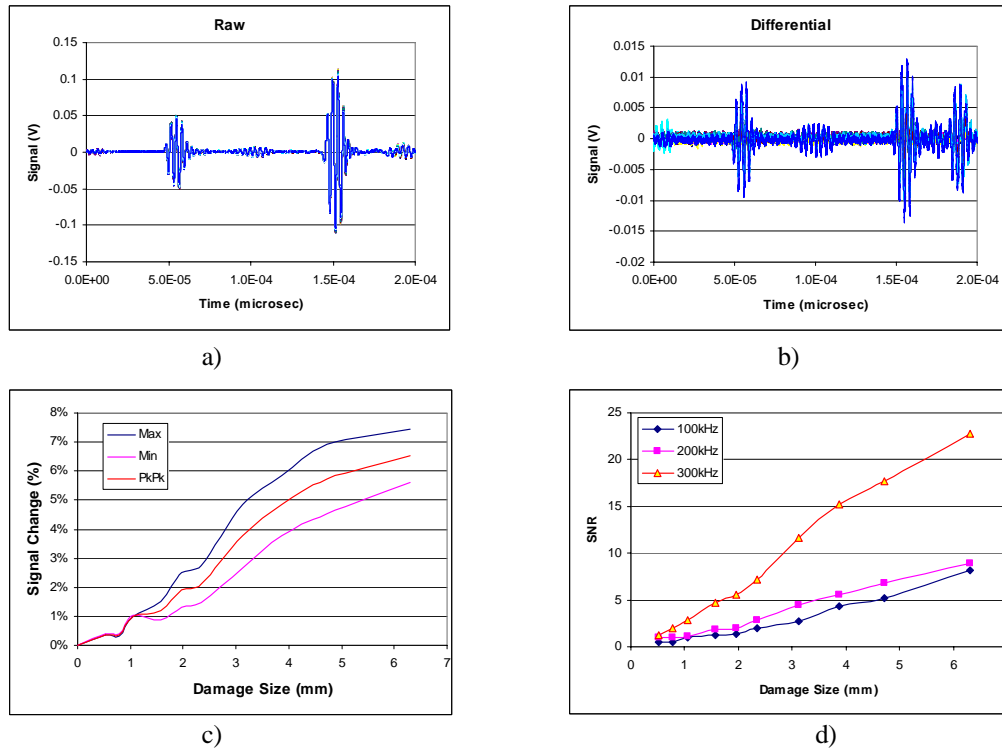 Raw
0.15
0.1
0.05
0
-0.05
-0.1
-0.15
Signal (V)
0.0E+00 5.0E-05 1.0E-04 1.5E-04 2.0E-04
Time (microsec)
a)
Differential
0.015
0.01
0.005
0
-0.005
-0.01
-0.015
-0.02
Signal (V)
0.0E+00 5.0E-05 1.0E-04 1.5E-04 2.0E-04
Time (microsec)
b)
8%
7%
6%
5%
4%
3%
2%
1%
0%
Signal Change (%)
Max
Min
PkPk
0 1 2 3 4 5 6 7
Damage Size (mm)
c)
25
20
15
10
5
0
SNR
100kHz
200kHz
300kHz
0 1 2 3 4 5 6
Damage Size (mm)
d)